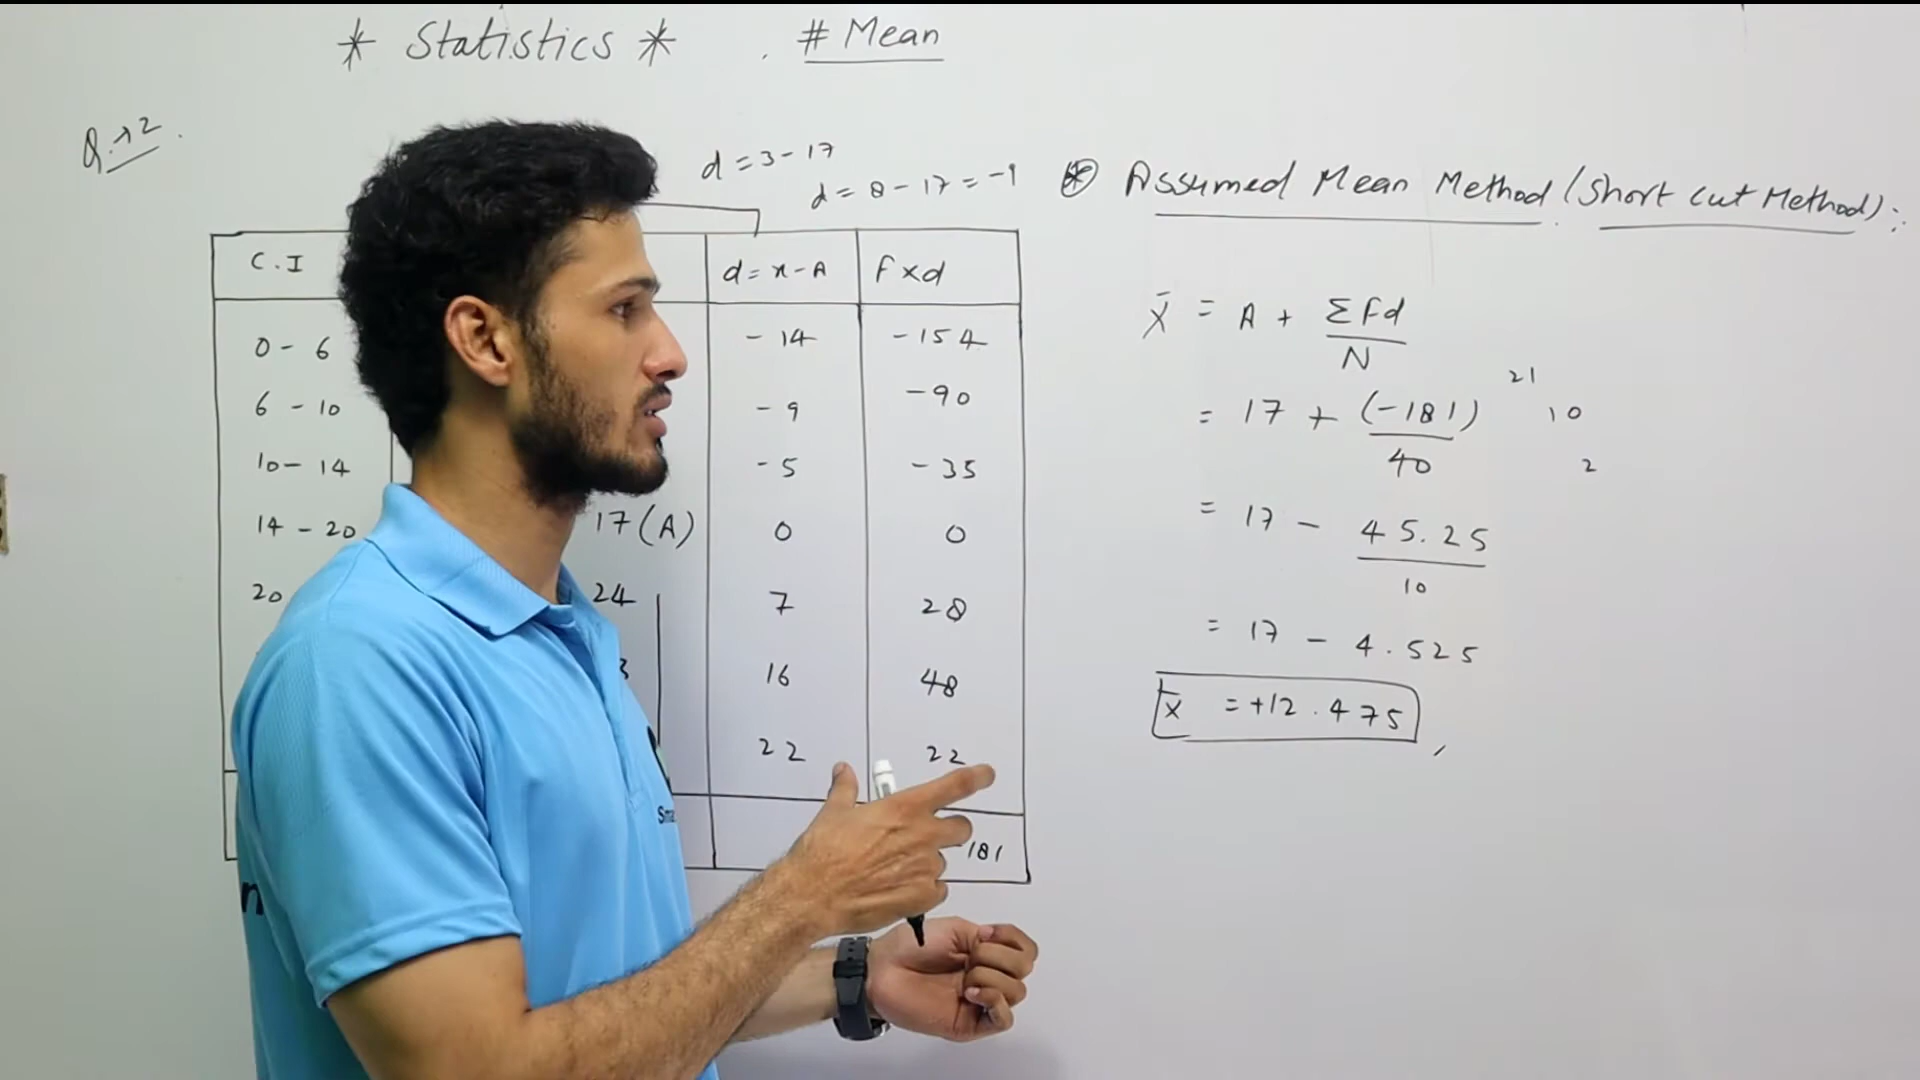 * Statistics * . # Mean
Q.→2.
d = 3 - 17
d = 8 - 17 = -9
C.I d = x - A F x d
0 - 6 - 14 - 154
6 - 10 - 9 - 90
10 - 14 - 5 - 35
14 - 20 17 (A) 0 0
20 24 7 28
3 16 48
22 22
181
* Assumed Mean Method (Short cut Method):
x̄ = A + ΣFd / N
= 17 + (-181) / 40
21
10
2
= 17 - 45.25 / 10
= 17 - 4.525
x̄ = +12.475,